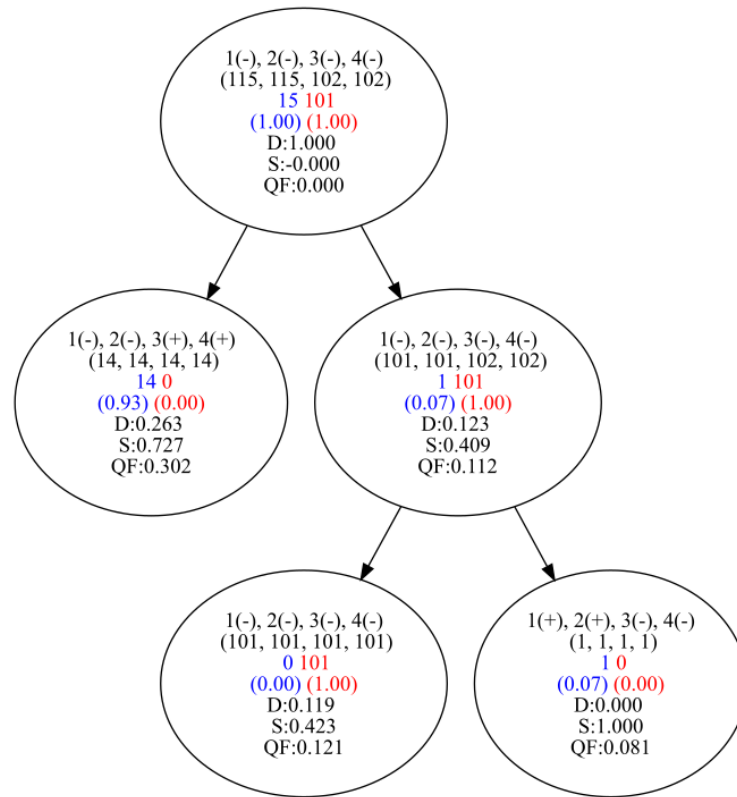 1(-), 2(-), 3(-), 4(-)
(115, 115, 102, 102)
15 101
(1.00) (1.00)
D:1.000
S:-0.000
QF:0.000
1(-), 2(-), 3(+), 4(+)
(14, 14, 14, 14)
14 0
(0.93) (0.00)
D:0.263
S:0.727
QF:0.302
1(-), 2(-), 3(-), 4(-)
(101, 101, 102, 102)
1 101
(0.07) (1.00)
D:0.123
S:0.409
QF:0.112
1(-), 2(-), 3(-), 4(-)
(101, 101, 101, 101)
0 101
(0.00) (1.00)
D:0.119
S:0.423
QF:0.121
1(+), 2(+), 3(-), 4(-)
(1, 1, 1, 1)
1 0
(0.07) (0.00)
D:0.000
S:1.000
QF:0.081